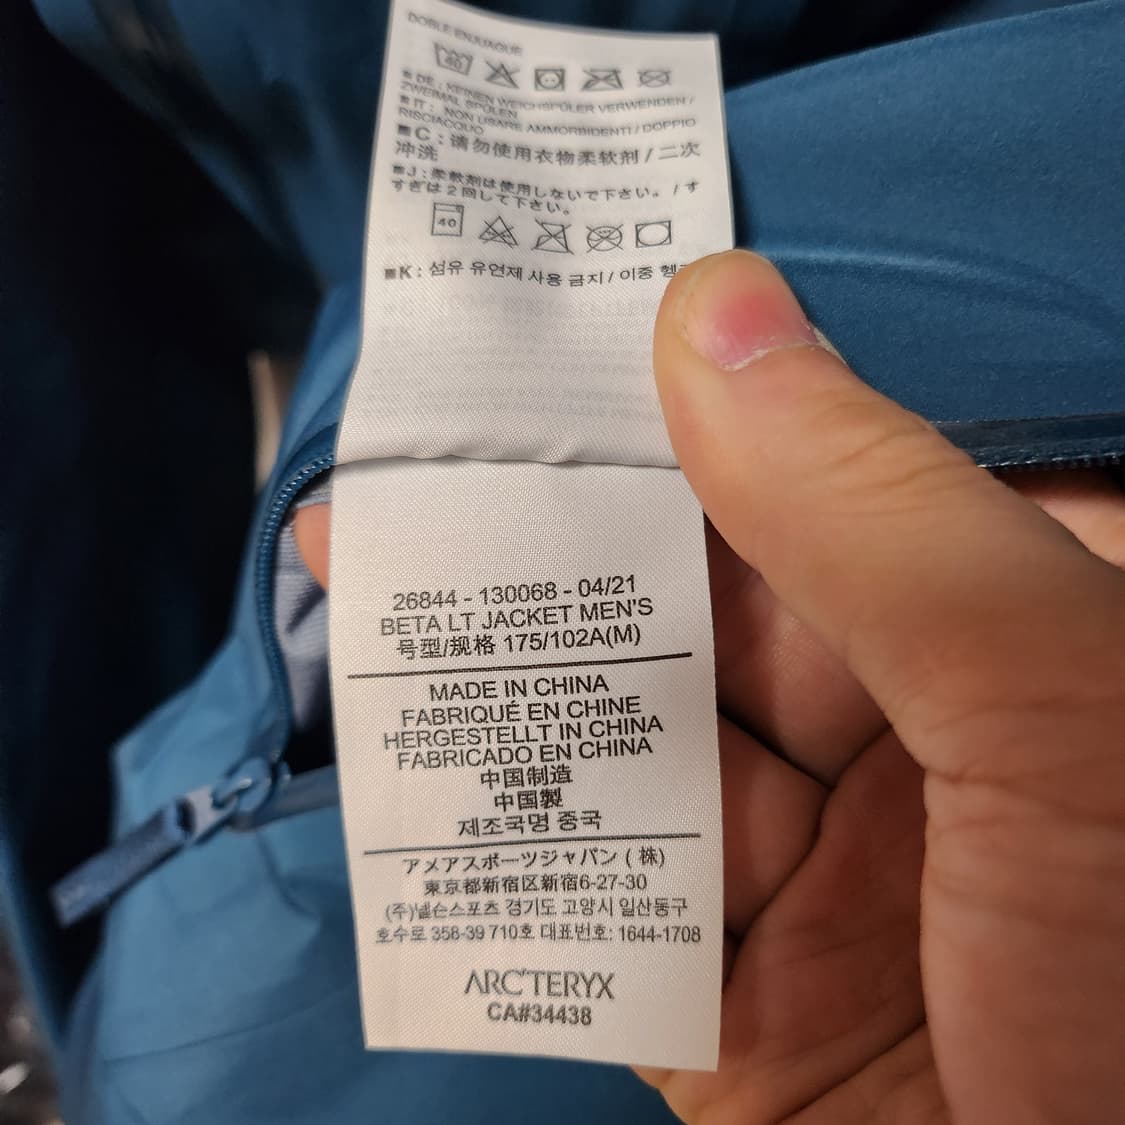 DOBLE ENJUAGUE
40
■ DE : KEINEN WEICHSPÜLER VERWENDEN /
ZWEIMAL SPÜLEN
■ IT : NON USARE AMMORBIDENTI / DOPPIO
RISCIACQUO
■C : 请勿使用衣物柔软剂 / 二次
冲洗
■J : 柔軟剤は使用しないで下さい。 / す
すぎは2回して下さい。
40
■K : 섬유 유연제 사용 금지 / 이중
26844 - 130068 - 04/21
BETA LT JACKET MEN'S
号型/规格 175/102A(M)
MADE IN CHINA
FABRIQUÉ EN CHINE
HERGESTELLT IN CHINA
FABRICADO EN CHINA
中国制造
中国製
제조국명 중국
アメアスポーツジャパン ( 株)
東京都新宿区新宿6-27-30
(주)넬슨스포츠 경기도 고양시 일산동구
호수로 358-39 710호 대표번호: 1644-1708
ARC'TERYX
CA#34438